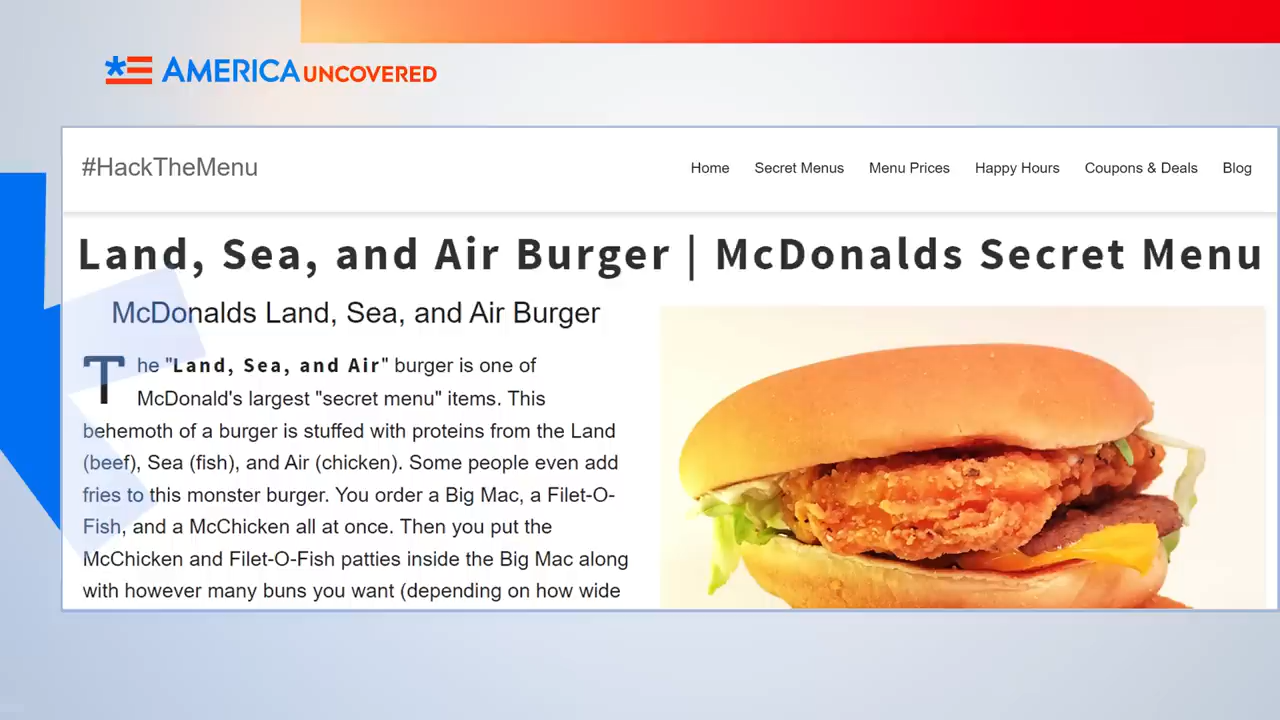 AMERICA UNCOVERED
#HackTheMenu
Home Secret Menus Menu Prices Happy Hours Coupons & Deals Blog
Land, Sea, and Air Burger | McDonalds Secret Menu
McDonalds Land, Sea, and Air Burger
The "Land, Sea, and Air" burger is one of
McDonald's largest "secret menu" items. This
behemoth of a burger is stuffed with proteins from the Land
(beef), Sea (fish), and Air (chicken). Some people even add
fries to this monster burger. You order a Big Mac, a Filet-O-
Fish, and a McChicken all at once. Then you put the
McChicken and Filet-O-Fish patties inside the Big Mac along
with however many buns you want (depending on how wide